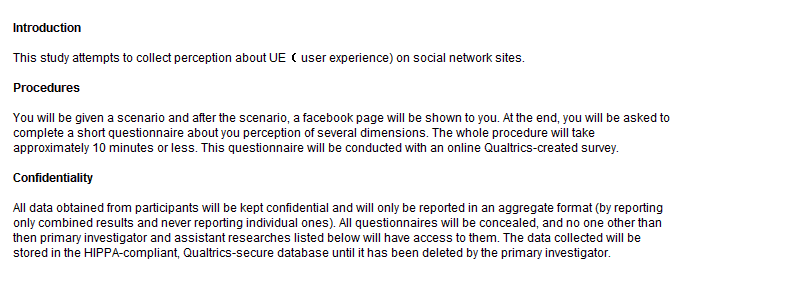 Introduction
This study attempts to collect perception about UE ( user experience) on social network sites.
Procedures
You will be given a scenario and after the scenario, a facebook page will be shown to you. At the end, you will be asked to
complete a short questionnaire about you perception of several dimensions. The whole procedure will take
approximately 10 minutes or less. This questionnaire will be conducted with an online Qualtrics-created survey.
Confidentiality
All data obtained from participants will be kept confidential and will only be reported in an aggregate format (by reporting
only combined results and never reporting individual ones). All questionnaires will be concealed, and no one other than
then primary investigator and assistant researches listed below will have access to them. The data collected will be
stored in the HIPPA-compliant, Qualtrics-secure database until it has been deleted by the primary investigator.